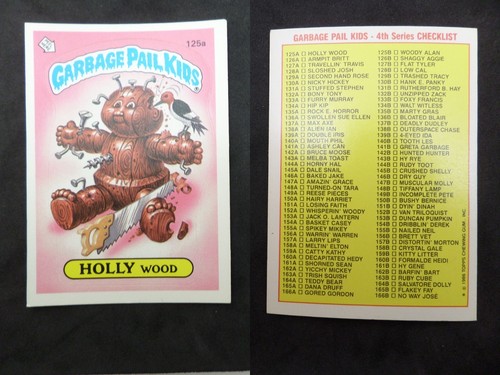 125a
GARBAGE PAIL KIDS
HOLLY WOOD
GARBAGE PAIL KIDS - 4th Series CHECKLIST
125A □ HOLLY WOOD
126A □ ARMPIT BRITT
127A □ TRAVELLIN' TRAVIS
128A □ SLOSHED JOSH
129A □ SECOND HAND ROSE
130A □ NICKY HICKEY
131A □ STUFFED STEPHEN
132A □ BONY TONY
133A □ FURRY MURRAY
134A □ HIP KIP
135A □ ROCK E. HORROR
136A □ SWOLLEN SUE ELLEN
137A □ MAX AXE
138A □ ALIEN IAN
139A □ DOUBLE IRIS
140A □ MOUTH PHIL
141A □ ASHLEY CAN
142A □ BRUCE MOOSE
143A □ MELBA TOAST
144A □ HORNY HAL
145A □ DALE SNAIL
146A □ BAKED JAKE
147A □ AMAZIN' GRACE
148A □ TURNED-ON TARA
149A □ REESE PIECES
150A □ HAIRY HARRIET
151A □ LOSING FAITH
152A □ WHISPERIN' WOODY
153A □ JACK O. LANTERN
154A □ BASKET CASEY
155A □ SPIKEY MIKEY
156A □ WARRIN' WARREN
157A □ LARRY LIPS
158A □ MELTIN' ELTON
159A □ CATTY KATHY
160A □ DECAPITATED HEDY
161A □ SHORNED SEAN
162A □ YICCHY MICKEY
163A □ TRISH SQUISH
164A □ TEDDY BEAR
165A □ DANA DRUFF
166A □ GORED GORDON
125B □ WOODY ALAN
126B □ SHAGGY AGGIE
127B □ FLAT TYLER
128B □ LOW CAL
129B □ TRASHED TRACY
130B □ HANK E. PANKY
131B □ RUTHERFORD B. HAY
132B □ UNZIPPED ZACK
133B □ FOXY FRANCIS
134B □ WALT WITLESS
135B □ MARTY GRAS
136B □ BLOATED BLAIR
137B □ DEADLY DUDLEY
138B □ OUTERSPACE CHASE
139B □ 4-EYED IDA
140B □ TOOTH LES
141B □ GRETA GARBAGE
142B □ HUNTED HUNTER
143B □ HY RYE
144B □ RUDY TOOT
145B □ CRUSHED SHELLY
146B □ DRY GUY
147B □ MUSCULAR MOLLY
148B □ TIFFANY LAMP
149B □ INCOMPLETE PETE
150B □ BUSHY BERNICE
151B □ DYIN' DINAH
152B □ VAN TRILOQUIST
153B □ DUNCAN PUMPKIN
154B □ DRIBBLIN' DOM
155B □ NAILED NEIL
156B □ BRETT VET
157B □ DISTORTIN' MORTON
158B □ CRYSTAL GALE
159B □ KITTY LITTER
160B □ FORMALDE HEIDI
161B □ HY GENE
162B □ BARFIN' BART
163B □ RUBY CUBE
164B □ SALVATORE DOLLY
165B □ FLAKEY FAY
166B □ NO WAY JOSE